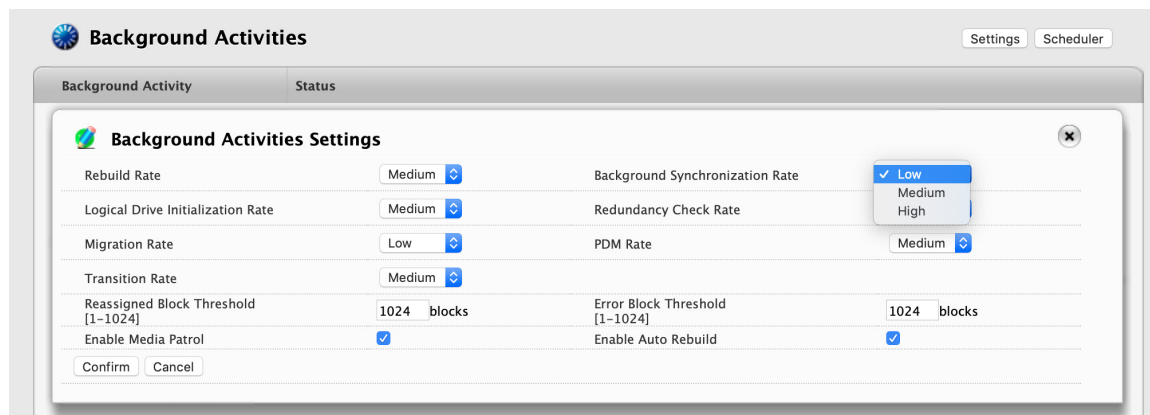 Background Activities
Settings Scheduler
Background Activity Status
Background Activities Settings
Rebuild Rate Medium Background Synchronization Rate ✓ Low
Medium
High
Logical Drive Initialization Rate Medium Redundancy Check Rate
Migration Rate Low PDM Rate Medium
Transition Rate Medium
Reassigned Block Threshold
[1-1024] 1024 blocks
Error Block Threshold
[1-1024] 1024 blocks
Enable Media Patrol Enable Auto Rebuild
Confirm Cancel